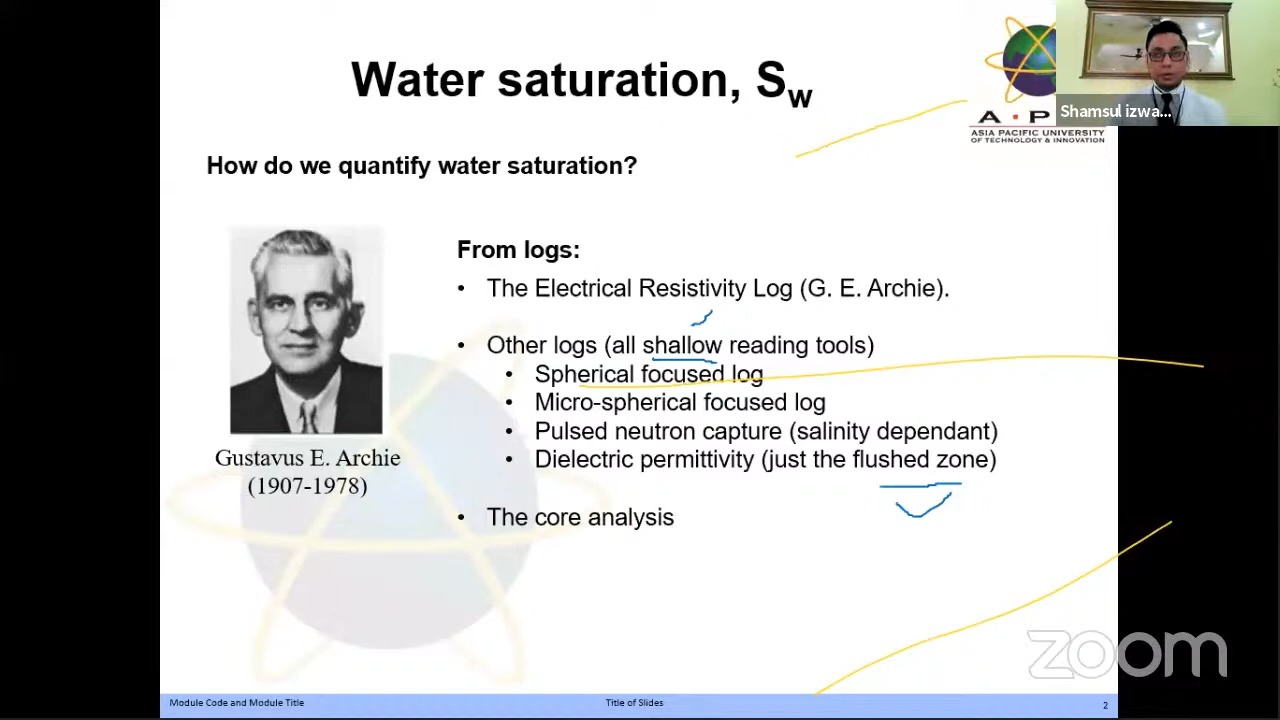 Water saturation, Sw
A • P
Shamsul izwa...
ASIA PACIFIC UNIVERSITY
OF TECHNOLOGY & INNOVATION
How do we quantify water saturation?
From logs:
• The Electrical Resistivity Log (G. E. Archie).
• Other logs (all shallow reading tools)
• Spherical focused log
• Micro-spherical focused log
• Pulsed neutron capture (salinity dependant)
• Dielectric permittivity (just the flushed zone)
• The core analysis
Gustavus E. Archie
(1907-1978)
zoom
Module Code and Module Title
Title of Slides
2